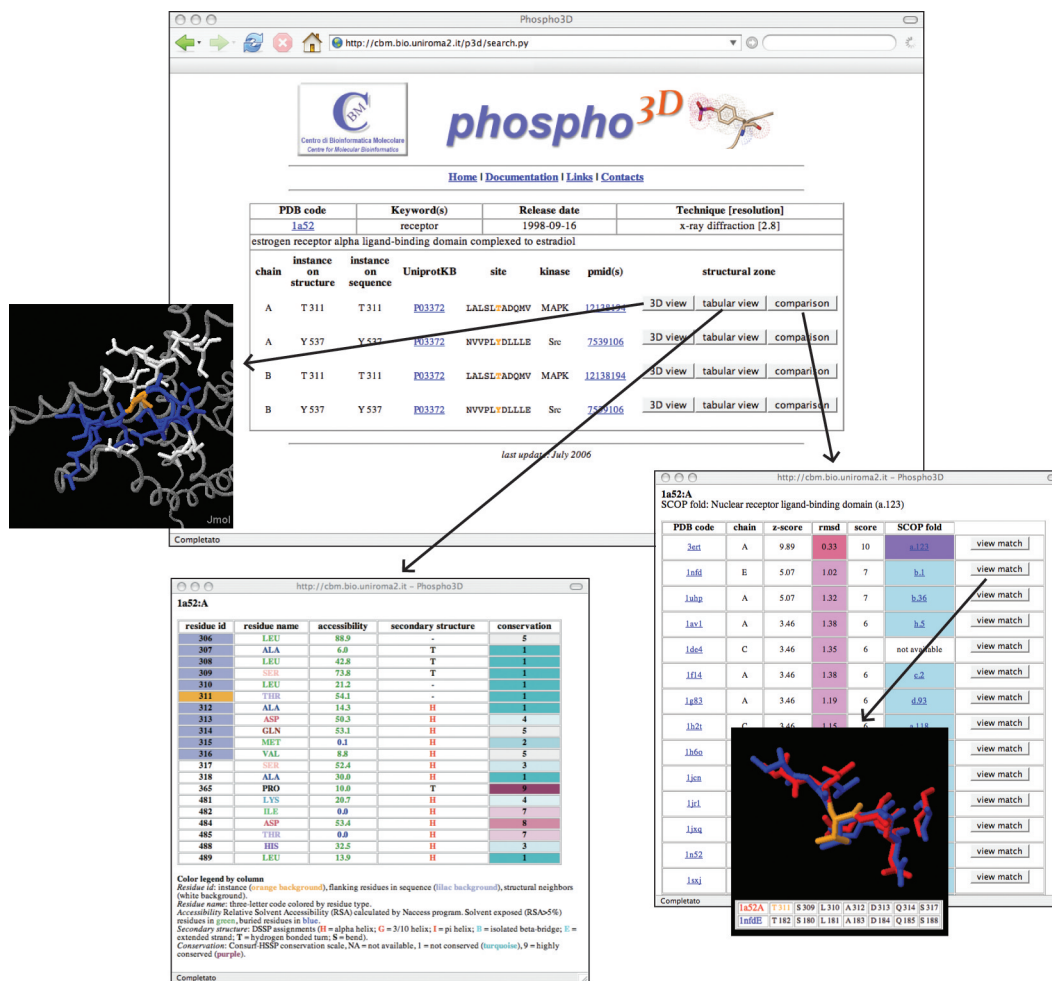 Phospho3D
http://cbm.bio.uniroma2.it/p3d/search.py
CBM
Centro di Bioinformatica Molecolare
Centre for Molecular Bioinformatics
phospho3D
Home | Documentation | Links | Contacts
PDB code Keyword(s) Release date Technique [resolution]
1a52 receptor 1998-09-16 x-ray diffraction [2.8]
estrogen receptor alpha ligand-binding domain complexed to estradiol
chain instance on structure instance on sequence UniprotKB site kinase pmid(s) structural zone
A T 311 T 311 P03372 LALSLTADQMV MAPK 12138194 3D view tabular view comparison
A Y 537 Y 537 P03372 NVVPLYDLLLE Src 7539106 3D view tabular view comparison
B T 311 T 311 P03372 LALSLTADQMV MAPK 12138194 3D view tabular view comparison
B Y 537 Y 537 P03372 NVVPLYDLLLE Src 7539106 3D view tabular view comparison
last update: July 2006
Completato
Jmol
http://cbm.bio.uniroma2.it – Phospho3D
1a52:A
residue id residue name accessibility secondary structure conservation
306 LEU 88.9 - 5
307 ALA 6.0 T 1
308 LEU 42.8 T 1
309 SER 73.8 T 1
310 LEU 21.2 - 1
311 THR 54.1 - 1
312 ALA 14.3 H 1
313 ASP 50.3 H 4
314 GLN 53.1 H 5
315 MET 0.1 H 2
316 VAL 8.8 H 5
317 SER 52.4 H 3
318 ALA 30.0 H 1
365 PRO 10.0 T 9
481 LYS 20.7 H 4
482 ILE 0.0 H 7
484 ASP 53.4 H 8
485 THR 0.0 H 7
488 HIS 32.5 H 3
489 LEU 13.9 H 1
Color legend by column
Residue id: instance (orange background), flanking residues in sequence (lilac background), structural neighbors
(white background).
Residue name: three-letter code colored by residue type.
Accessibility Relative Solvent Accessibility (RSA) calculated by Naccess program. Solvent exposed (RSA>5%)
residues in green, buried residues in blue.
Secondary structure: DSSP assignments (H = alpha helix; G = 3/10 helix; I = pi helix; B = isolated beta-bridge; E =
extended strand; T = hydrogen bonded turn; S = bend).
Conservation: Consurf-HSSP conservation scale, NA = not available, 1 = not conserved (turquoise), 9 = highly
conserved (purple).
Completato
http://cbm.bio.uniroma2.it – Phospho3D
1a52:A
SCOP fold: Nuclear receptor ligand-binding domain (a.123)
PDB code chain z-score rmsd score SCOP fold
3ert A 9.89 0.33 10 a.123 view match
1nfd E 5.07 1.02 7 b.1 view match
1uhp A 5.07 1.32 7 b.36 view match
1av1 A 3.46 1.38 6 h.5 view match
1de4 C 3.46 1.35 6 not available view match
1f14 A 3.46 1.38 6 c.2 view match
1g83 A 3.46 1.19 6 d.93 view match
1h2t C 3.46 1.15 6 a.118 view match
1h6o view match
1jcn view match
1jr1 view match
1jxq view match
1n52 view match
1sxj view match
1a52A T 311 S 309 L 310 A 312 D 313 Q 314 S 317
1nfdE T 182 S 180 L 181 A 183 D 184 Q 185 S 188
Completato